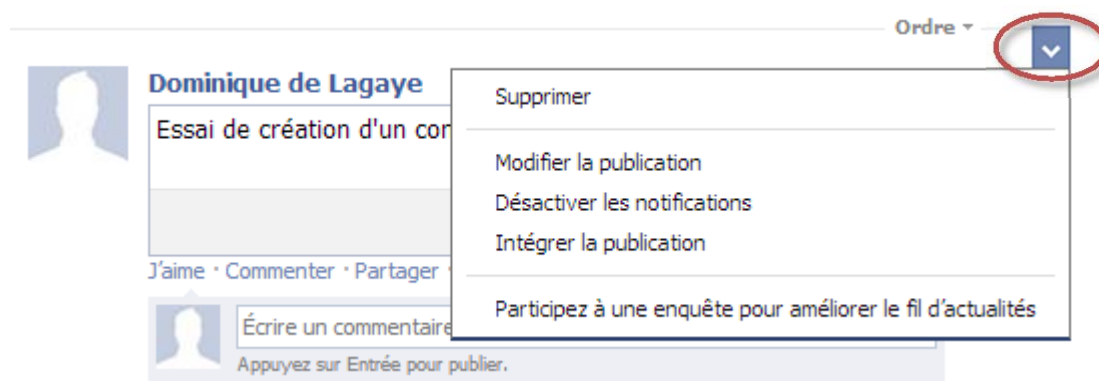 Ordre
Dominique de Lagaye
Essai de création d'un
Supprimer
Modifier la publication
Désactiver les notifications
Intégrer la publication
Participez à une enquête pour améliorer le fil d'actualités
J'aime · Commenter · Partager ·
Écrire un commentaire
Appuyez sur Entrée pour publier.